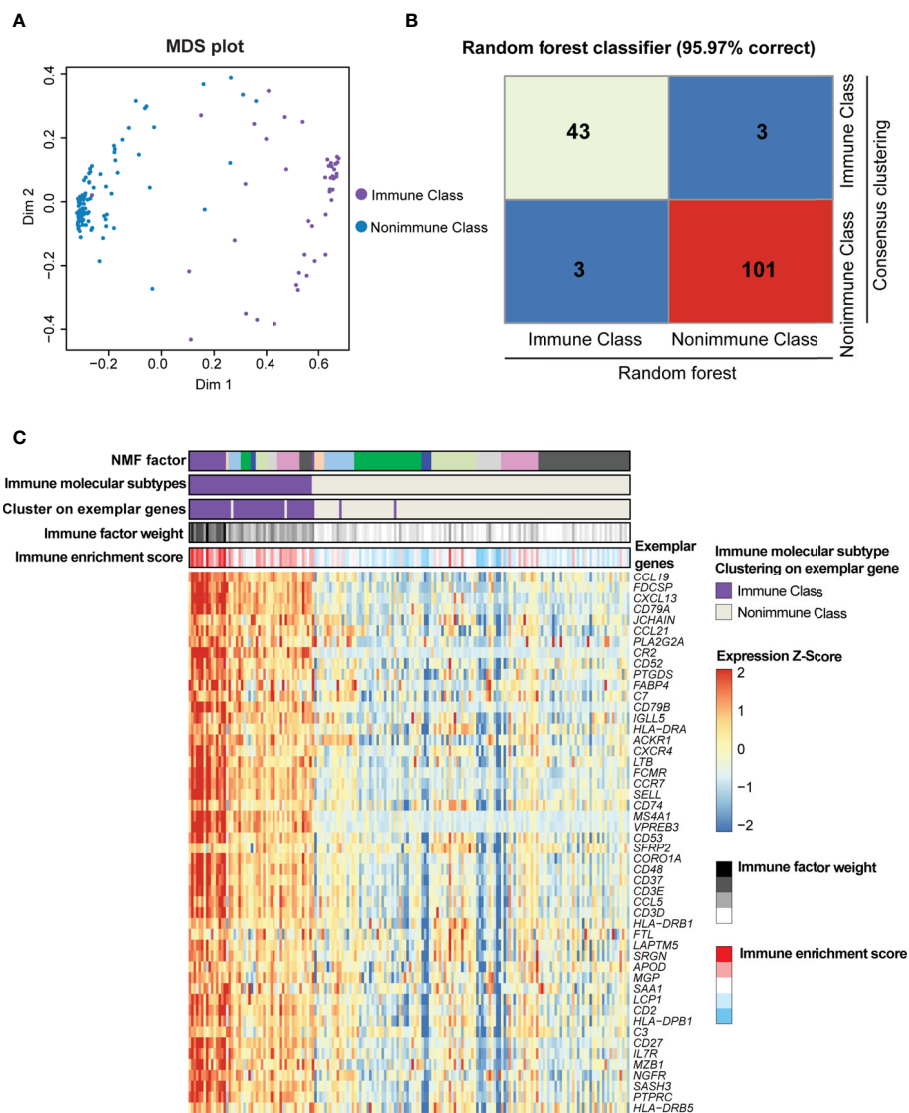 A
MDS plot
0.4
0.2
0.0
−0.2
−0.4
Dim 2
−0.2
0.0
0.2
0.4
0.6
Dim 1
Immune Class
Nonimmune Class
B
Random forest classifier (95.97% correct)
43
3
3
101
Immune Class
Nonimmune Class
Consensus clustering
Immune Class
Nonimmune Class
Random forest
C
NMF factor
Immune molecular subtypes
Cluster on exemplar genes
Immune factor weight
Immune enrichment score
Exemplar
genes
CCL19
FDCSP
CXCL13
CD79A
JCHAIN
CCL21
PLA2G2A
CR2
CD52
PTGDS
FABP4
C7
CD79B
IGLL5
HLA−DRA
ACKR1
CXCR4
LTB
FCMR
CCR7
SELL
CD74
MS4A1
VPREB3
CD53
SFRP2
CORO1A
CD48
CD37
CD3E
CCL5
CD3D
HLA−DRB1
FTL
LAPTM5
SRGN
APOD
MGP
SAA1
LCP1
CD2
HLA−DPB1
C3
CD27
IL7R
MZB1
NGFR
SASH3
PTPRC
HLA−DRB5
Immune molecular subtype
Clustering on exemplar gene
Immune Class
Nonimmune Class
Expression Z-Score
2
1
0
−1
−2
Immune factor weight
Immune enrichment score